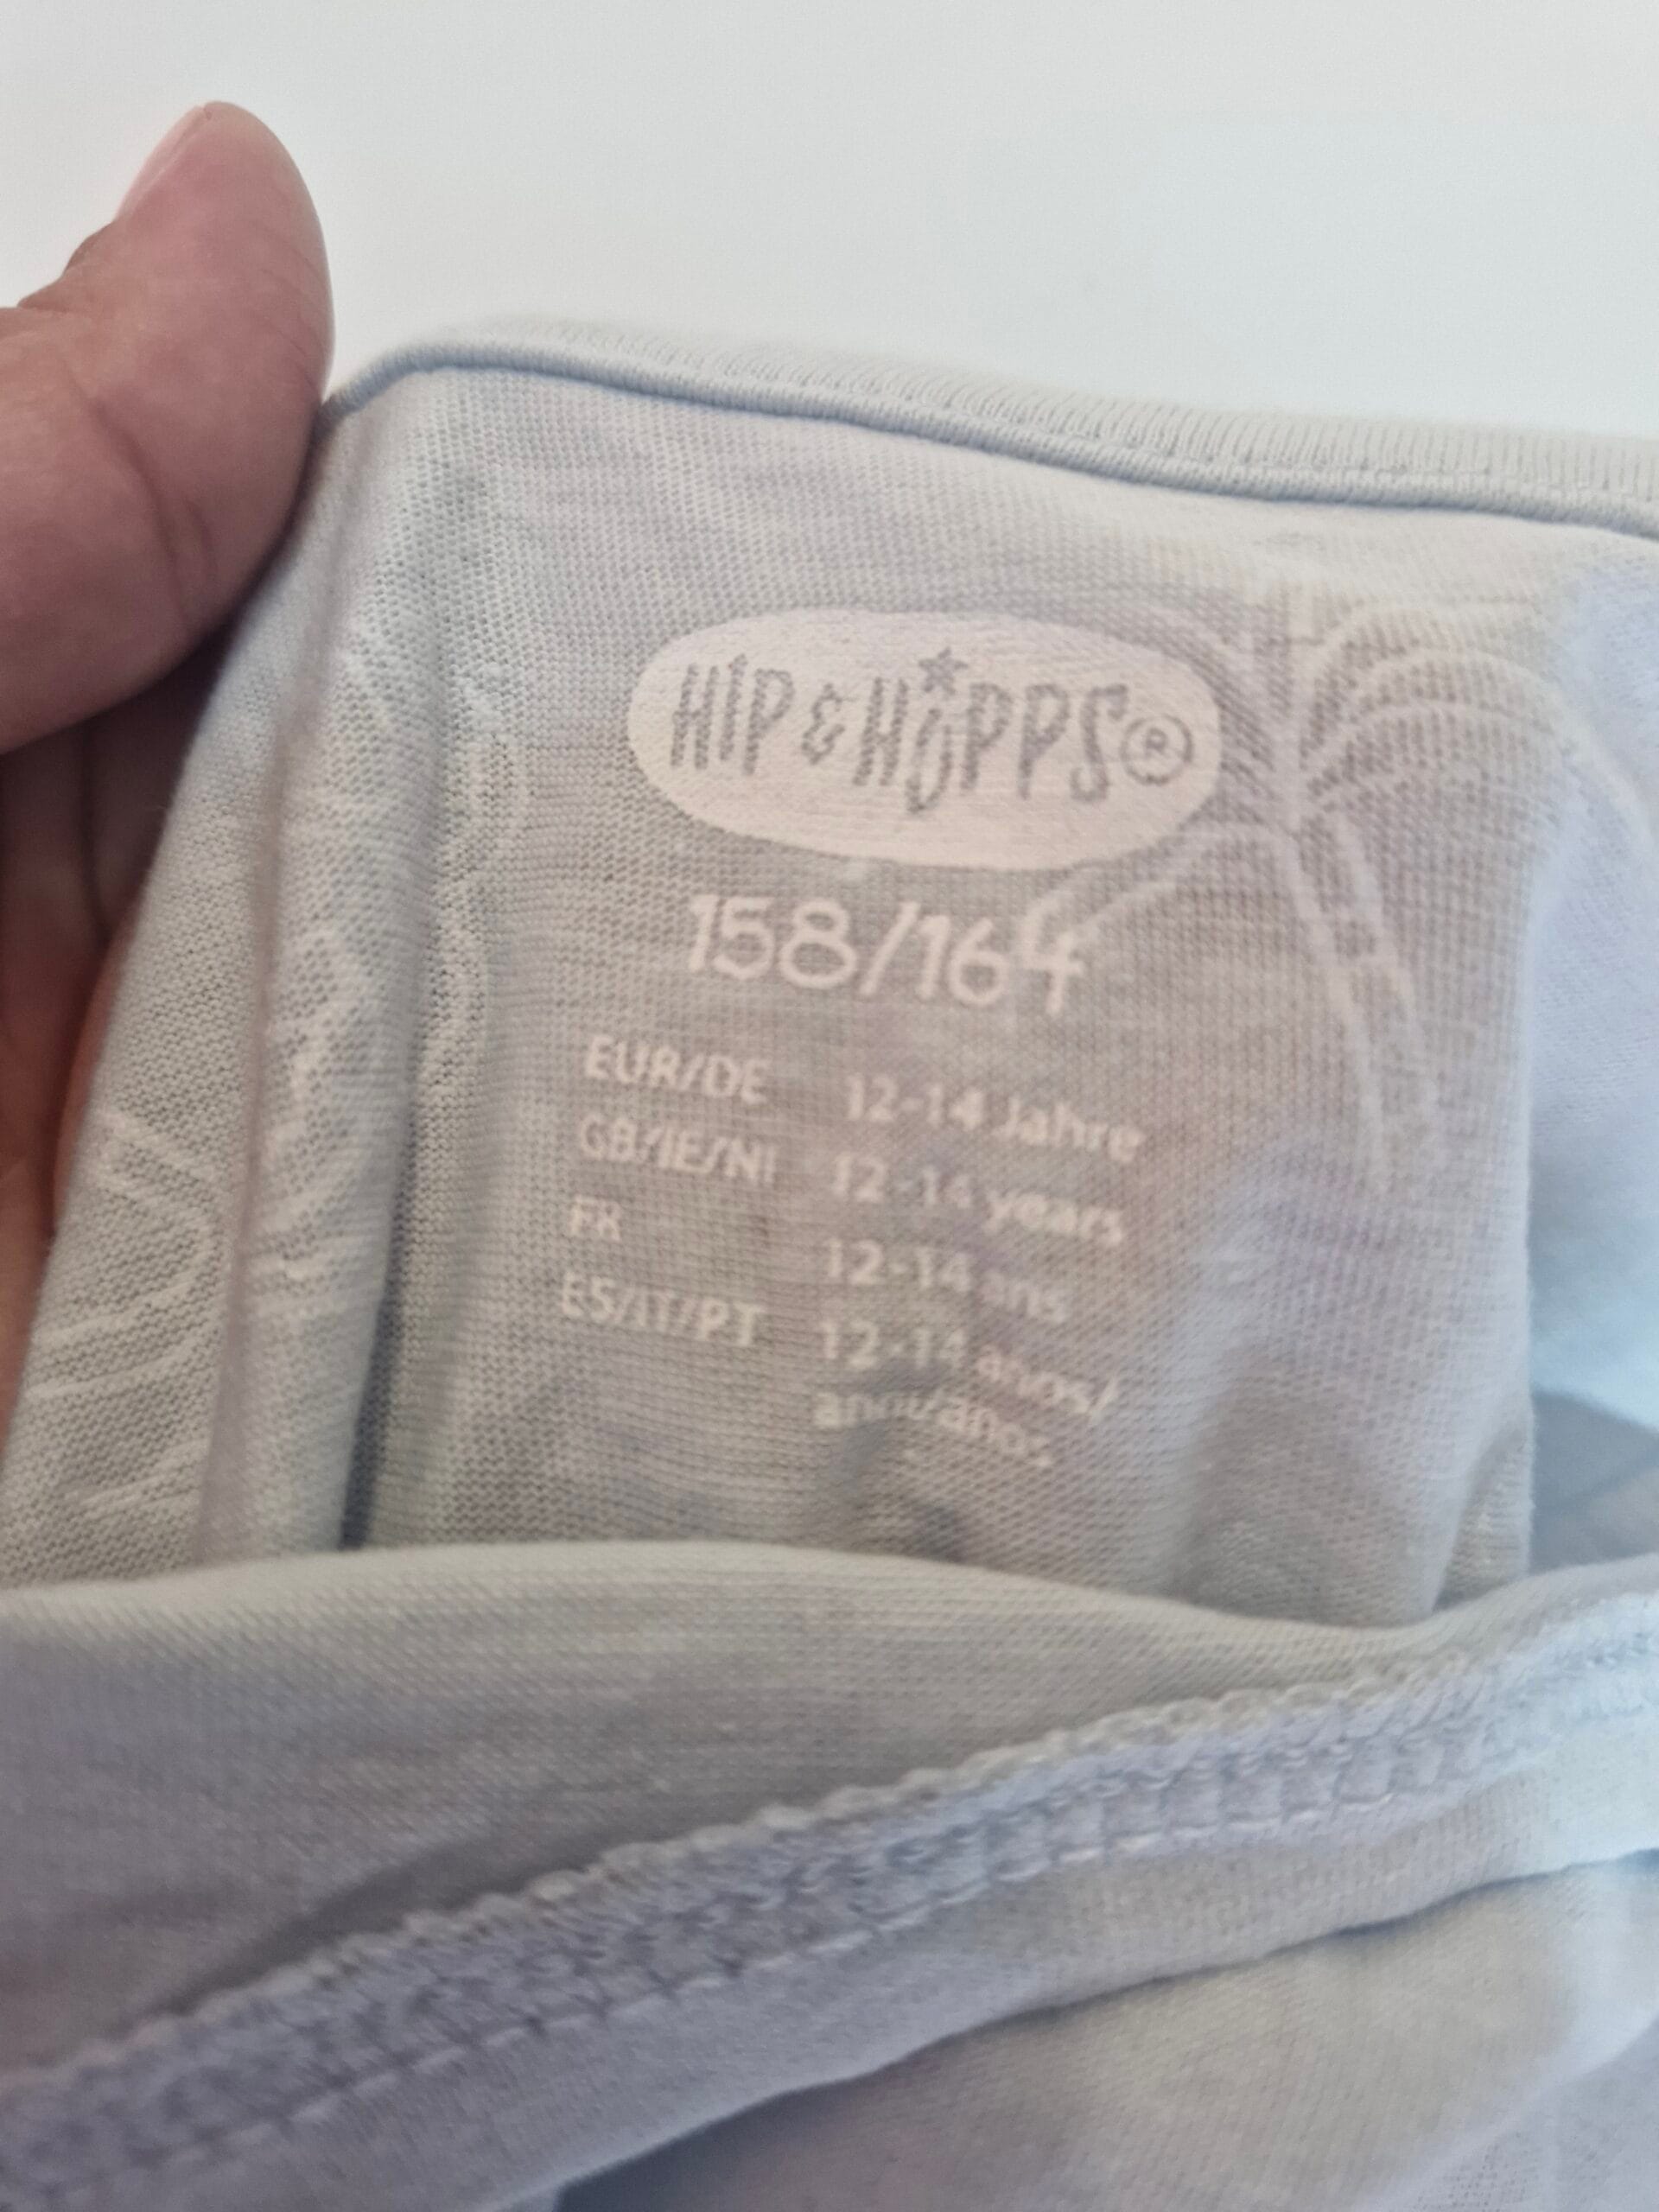 HIP & HOPPS®
158/164
EUR/DE 12-14 Jahre
GB/IE/NI 12-14 years
FR 12-14 ans
ES/IT/PT 12-14 años/
anni/anos